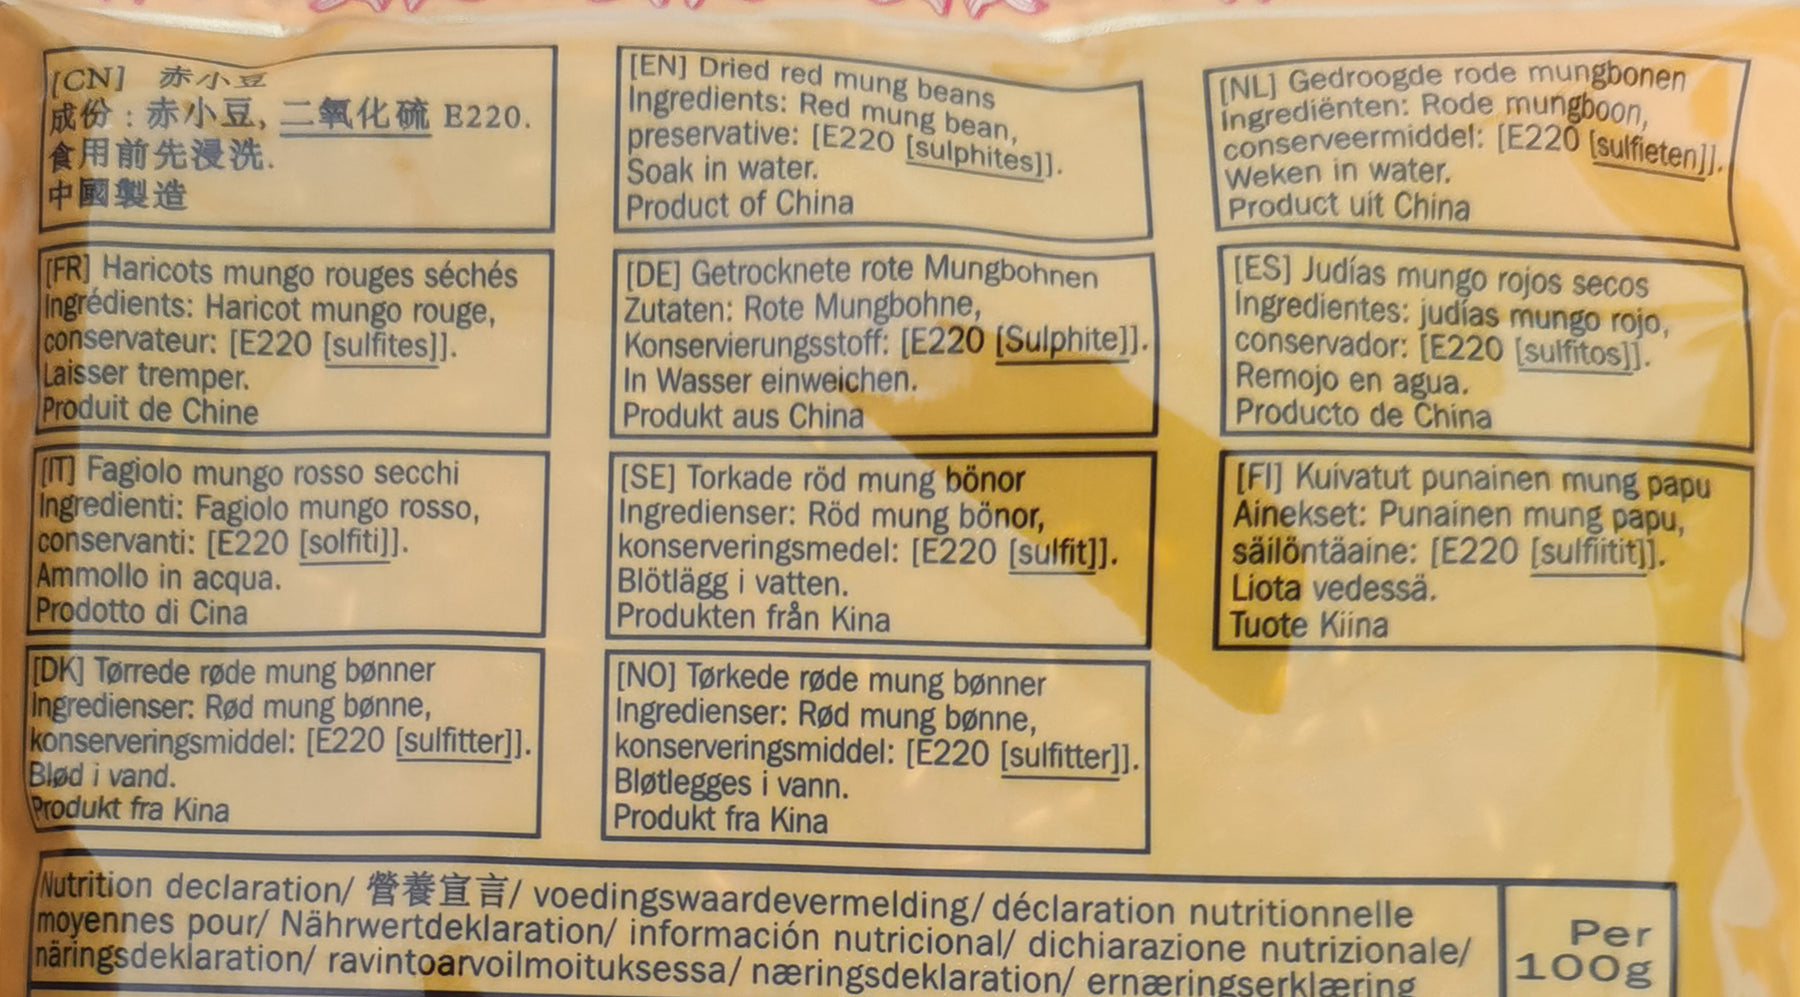 [CN] 赤小豆
成份：赤小豆, 二氧化硫 E220.
食用前先浸洗.
中國製造
[EN] Dried red mung beans
Ingredients: Red mung bean,
preservative: [E220 [sulphites]].
Soak in water.
Product of China
[NL] Gedroogde rode mungbonen
Ingrediënten: Rode mungboon,
conserveermiddel: [E220 [sulfieten]].
Weken in water.
Product uit China
[FR] Haricots mungo rouges séchés
Ingrédients: Haricot mungo rouge,
conservateur: [E220 [sulfites]].
Laisser tremper.
Produit de Chine
[DE] Getrocknete rote Mungbohnen
Zutaten: Rote Mungbohne,
Konservierungsstoff: [E220 [Sulphite]].
In Wasser einweichen.
Produkt aus China
[ES] Judías mungo rojos secos
Ingredientes: judías mungo rojo,
conservador: [E220 [sulfitos]].
Remojo en agua.
Producto de China
[IT] Fagiolo mungo rosso secchi
Ingredienti: Fagiolo mungo rosso,
conservanti: [E220 [solfiti]].
Ammollo in acqua.
Prodotto di Cina
[SE] Torkade röd mung bönor
Ingredienser: Röd mung bönor,
konserveringsmedel: [E220 [sulfit]].
Blötlägg i vatten.
Produkten från Kina
[FI] Kuivatut punainen mung papu
Ainekset: Punainen mung papu,
säilöntäaine: [E220 [sulfiitit]].
Liota vedessä.
Tuote Kiina
[DK] Tørrede røde mung bønner
Ingredienser: Rød mung bønne,
konserveringsmiddel: [E220 [sulfitter]].
Blød i vand.
Produkt fra Kina
[NO] Tørkede røde mung bønner
Ingredienser: Rød mung bønne,
konserveringsmiddel: [E220 [sulfitter]].
Bløtlegges i vann.
Produkt fra Kina
Nutrition declaration/ 營養宣言/ voedingswaardevermelding/ déclaration nutritionnelle
moyennes pour/ Nährwertdeklaration/ información nutricional/ dichiarazione nutrizionale/
näringsdeklaration/ ravintoarvoilmoituksessa/ næringsdeklaration/ ernæringserklæring
Per
100g